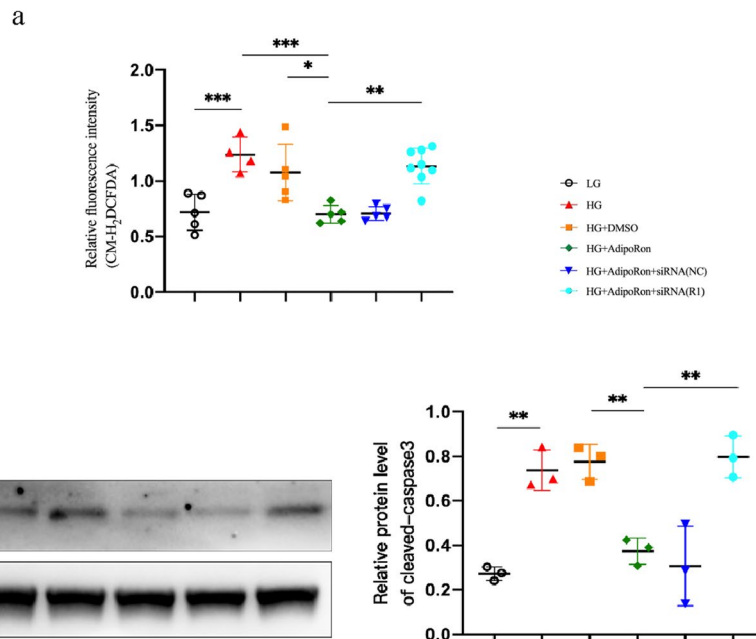 a
***
*
***
**
2.0
1.5
1.0
0.5
0.0
Relative fluorescence intensity
(CM-H₂DCFDA)
LG
HG
HG+DMSO
HG+AdipoRon
HG+AdipoRon+siRNA(NC)
HG+AdipoRon+siRNA(R1)
**
**
**
1.0
0.8
0.6
0.4
0.2
0.0
Relative protein level
of cleaved-caspase3